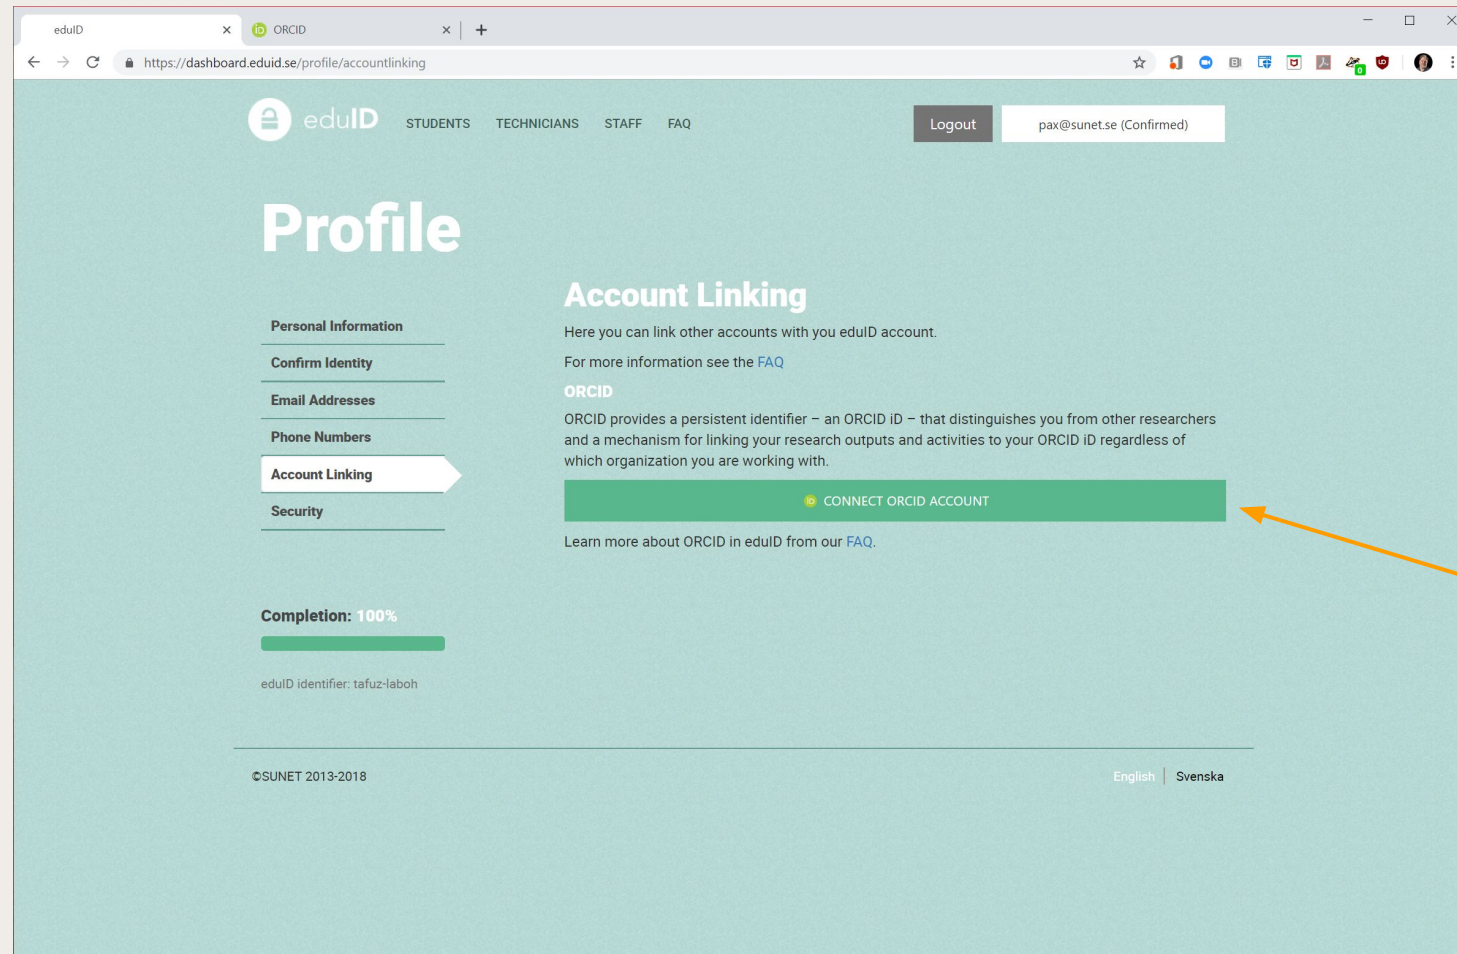 eduID
ORCID
https://dashboard.eduid.se/profile/accountlinking
eduID STUDENTS TECHNICIANS STAFF FAQ Logout pax@sunet.se (Confirmed)
Profile
Account Linking
Here you can link other accounts with you eduID account.
For more information see the FAQ
ORCID
ORCID provides a persistent identifier – an ORCID iD – that distinguishes you from other researchers
and a mechanism for linking your research outputs and activities to your ORCID iD regardless of
which organization you are working with.
iD CONNECT ORCID ACCOUNT
Learn more about ORCID in eduID from our FAQ.
Personal Information
Confirm Identity
Email Addresses
Phone Numbers
Account Linking
Security
Completion: 100%
eduID identifier: tafuz-laboh
©SUNET 2013-2018 English | Svenska